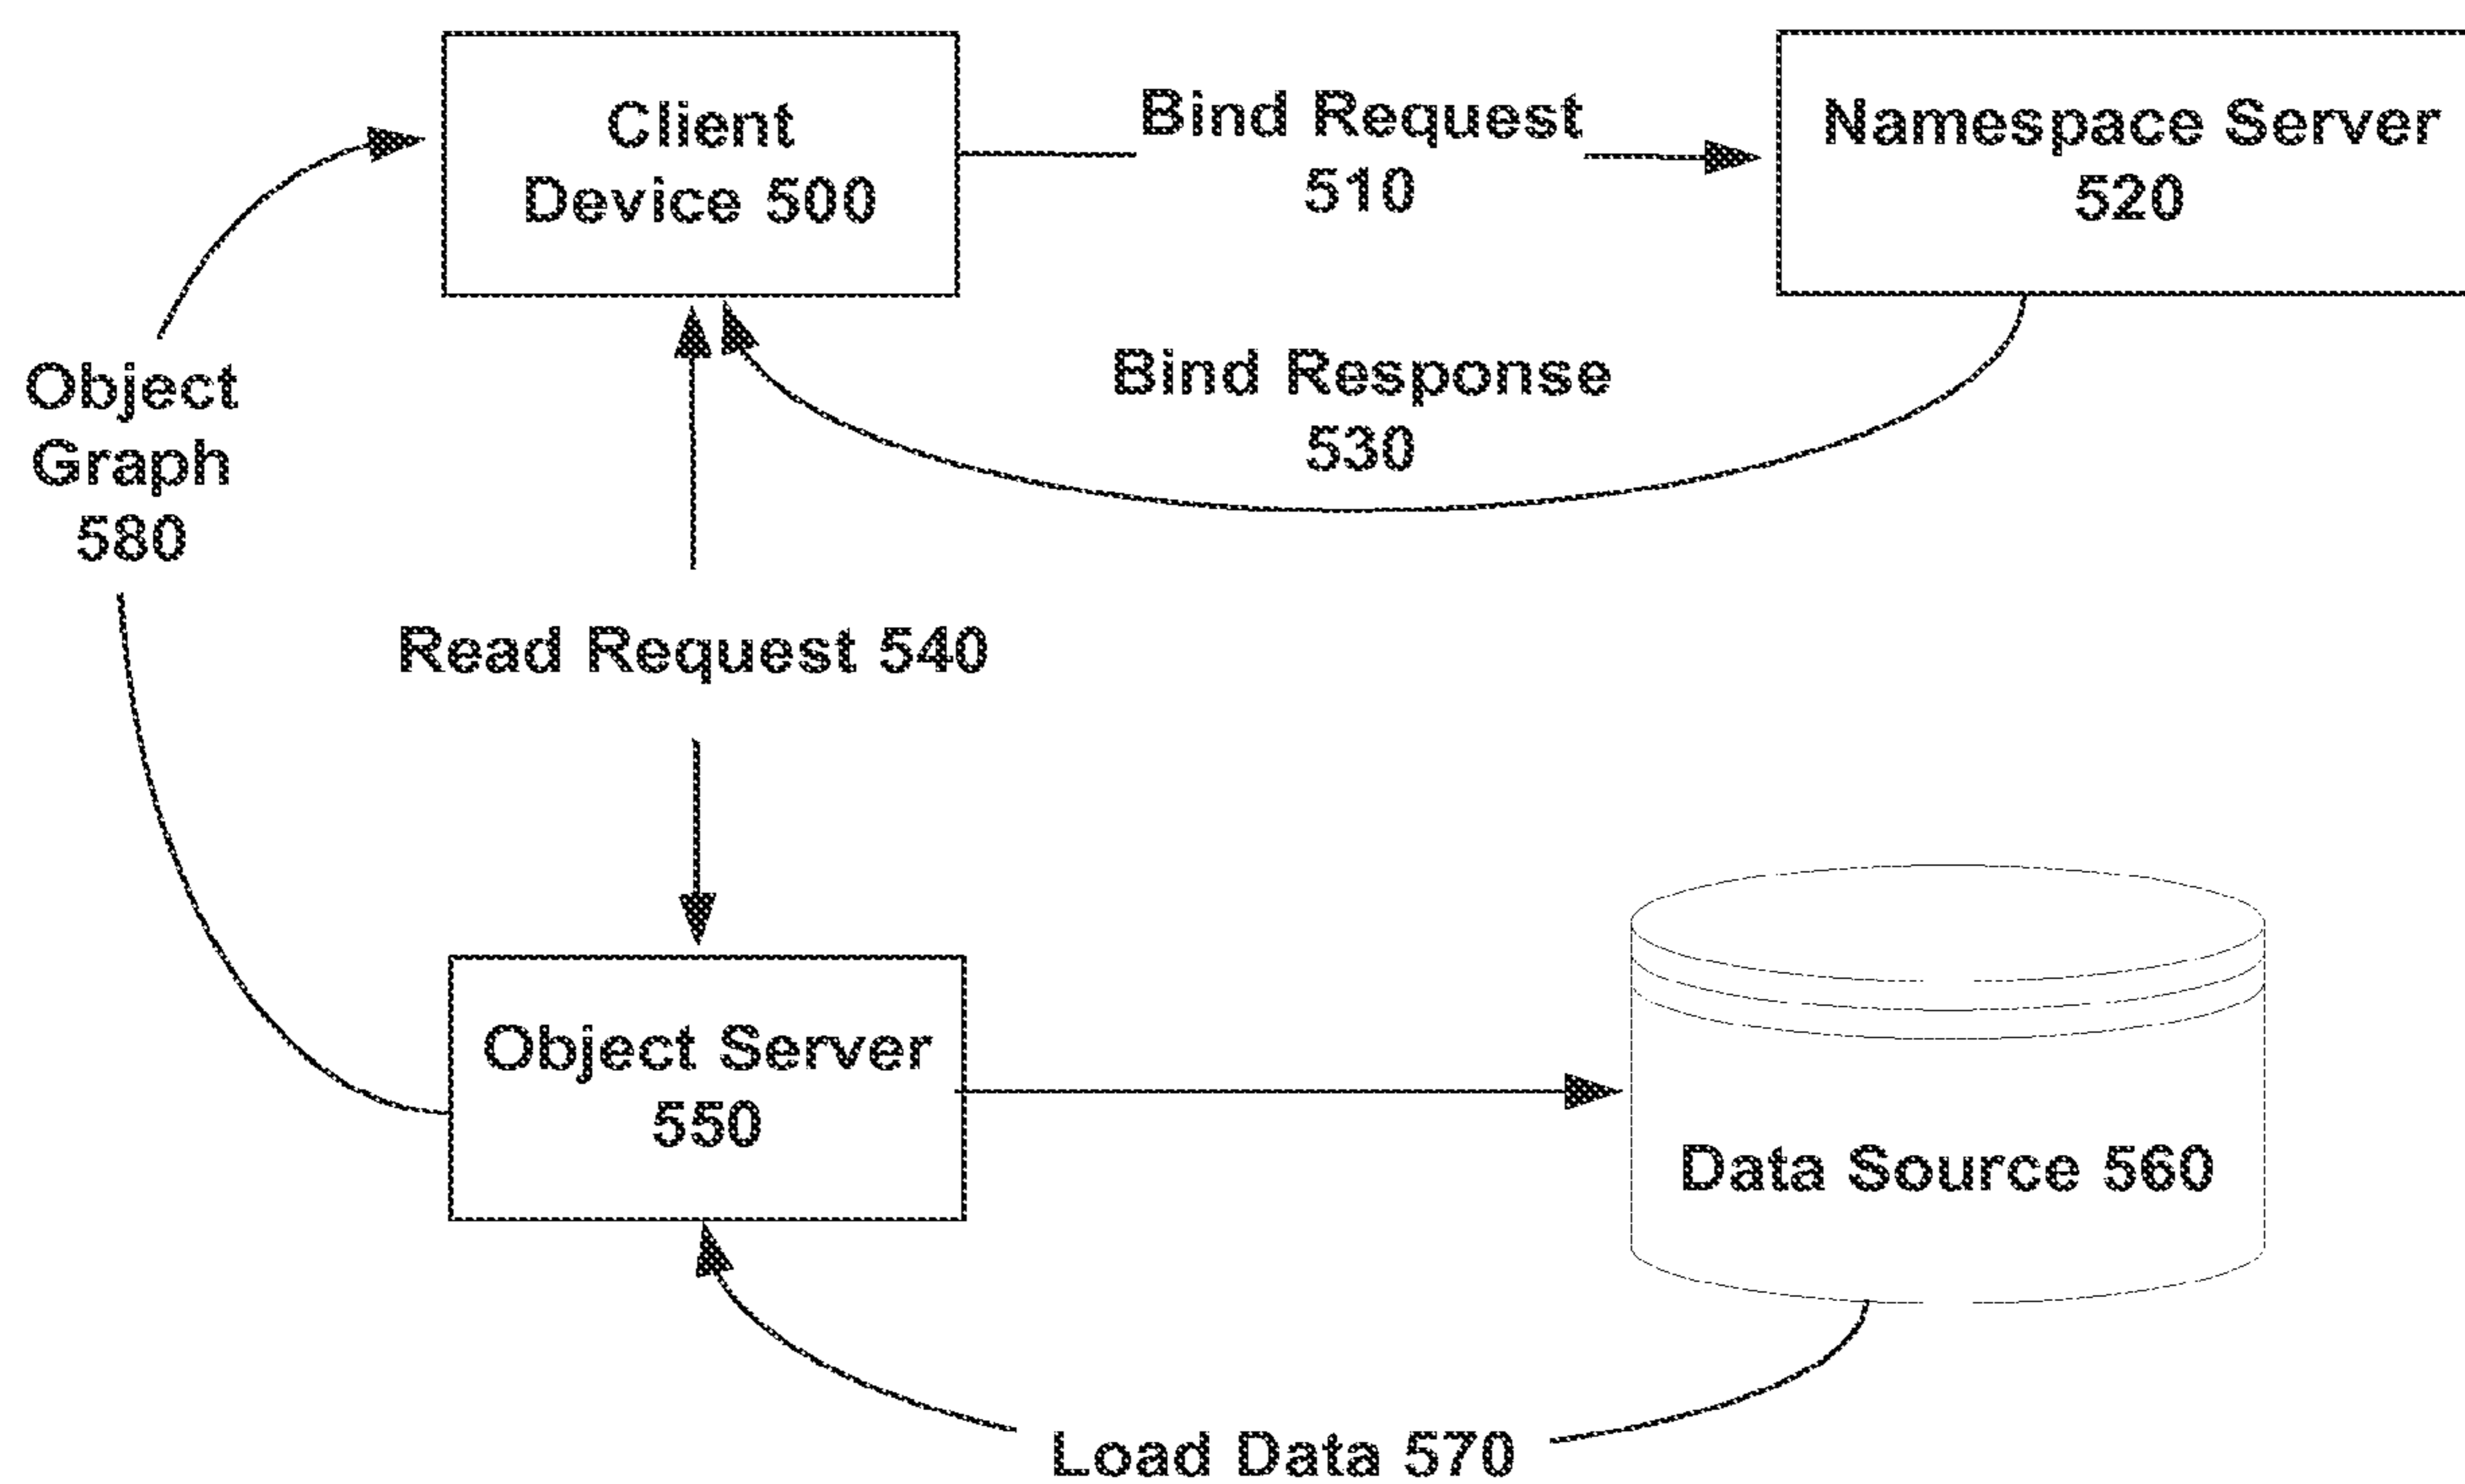 Client
Device 500
Bind Request
510
Namespace Server
520
Object
Graph
580
Bind Response
530
Read Request 540
Object Server
550
Data Source 560
Load Data 570